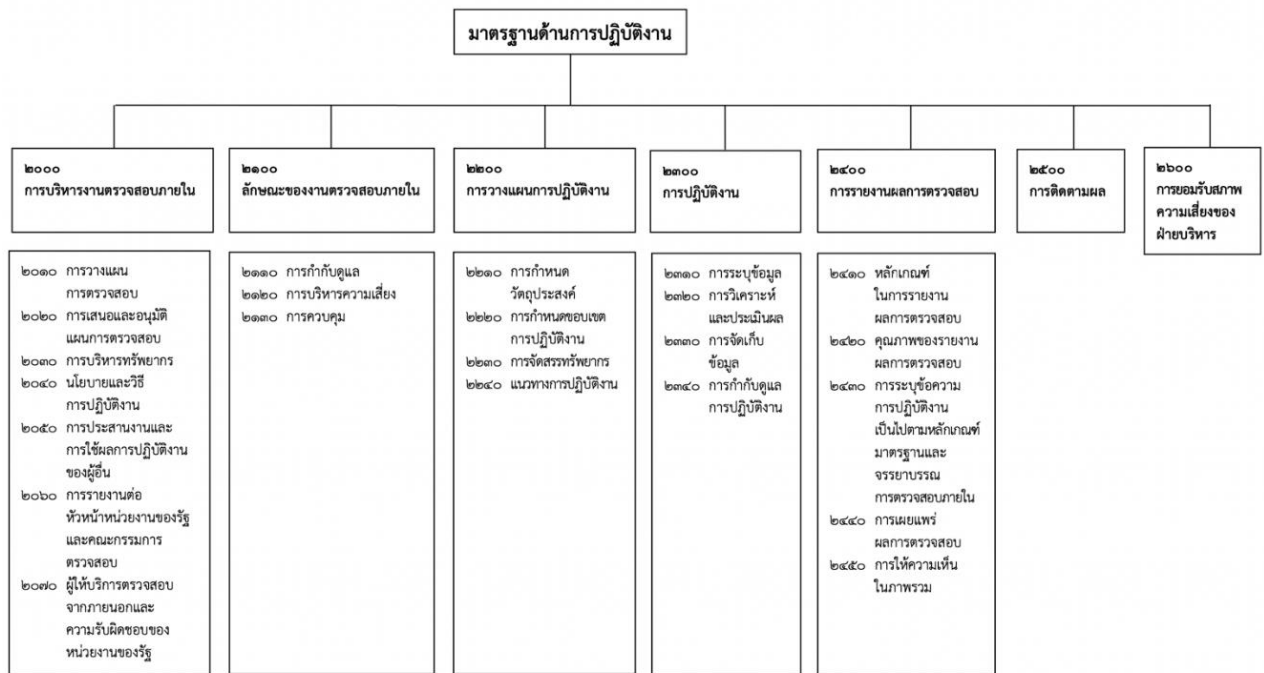 มาตรฐานด้านการปฏิบัติงาน
๒๐๐๐
การบริหารงานตรวจสอบภายใน
๒๐๑๐ การวางแผน
การตรวจสอบ
๒๐๒๐ การเสนอและอนุมัติ
แผนการตรวจสอบ
๒๐๓๐ การบริหารทรัพยากร
๒๐๔๐ นโยบายและวิธี
การปฏิบัติงาน
๒๐๕๐ การประสานงานและ
การใช้ผลการปฏิบัติงาน
ของผู้อื่น
๒๐๖๐ การรายงานต่อ
หัวหน้าหน่วยงานของรัฐ
และคณะกรรมการ
ตรวจสอบ
๒๐๗๐ ผู้ให้บริการตรวจสอบ
จากภายนอกและ
ความรับผิดชอบของ
หน่วยงานของรัฐ
๒๑๐๐
ลักษณะของงานตรวจสอบภายใน
๒๑๑๐ การกำกับดูแล
๒๑๒๐ การบริหารความเสี่ยง
๒๑๓๐ การควบคุม
๒๒๐๐
การวางแผนการปฏิบัติงาน
๒๒๑๐ การกำหนด
วัตถุประสงค์
๒๒๒๐ การกำหนดขอบเขต
การปฏิบัติงาน
๒๒๓๐ การจัดสรรทรัพยากร
๒๒๔๐ แนวทางการปฏิบัติงาน
๒๓๐๐
การปฏิบัติงาน
๒๓๑๐ การระบุข้อมูล
๒๓๒๐ การวิเคราะห์
และประเมินผล
๒๓๓๐ การจัดเก็บ
ข้อมูล
๒๓๔๐ การกำกับดูแล
การปฏิบัติงาน
๒๔๐๐
การรายงานผลการตรวจสอบ
๒๔๑๐ หลักเกณฑ์
ในการรายงาน
ผลการตรวจสอบ
๒๔๒๐ คุณภาพของรายงาน
ผลการตรวจสอบ
๒๔๓๐ การระบุข้อความ
การปฏิบัติงาน
เป็นไปตามหลักเกณฑ์
มาตรฐานและ
จรรยาบรรณ
การตรวจสอบภายใน
๒๔๔๐ การเผยแพร่
ผลการตรวจสอบ
๒๔๕๐ การให้ความเห็น
ในภาพรวม
๒๕๐๐
การติดตามผล
๒๖๐๐
การยอมรับสภาพ
ความเสี่ยงของ
ฝ่ายบริหาร